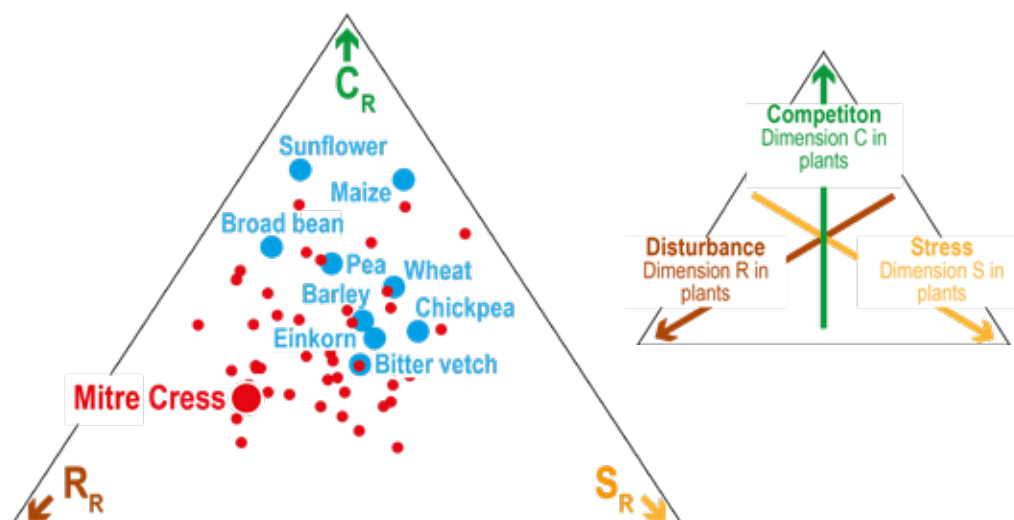 C_R
Sunflower
Maize
Broad bean
Pea
Wheat
Barley
Chickpea
Einkorn
Bitter vetch
Mitre Cress
R_R
S_R
Competiton
Dimension C in
plants
Disturbance
Dimension R in
plants
Stress
Dimension S in
plants